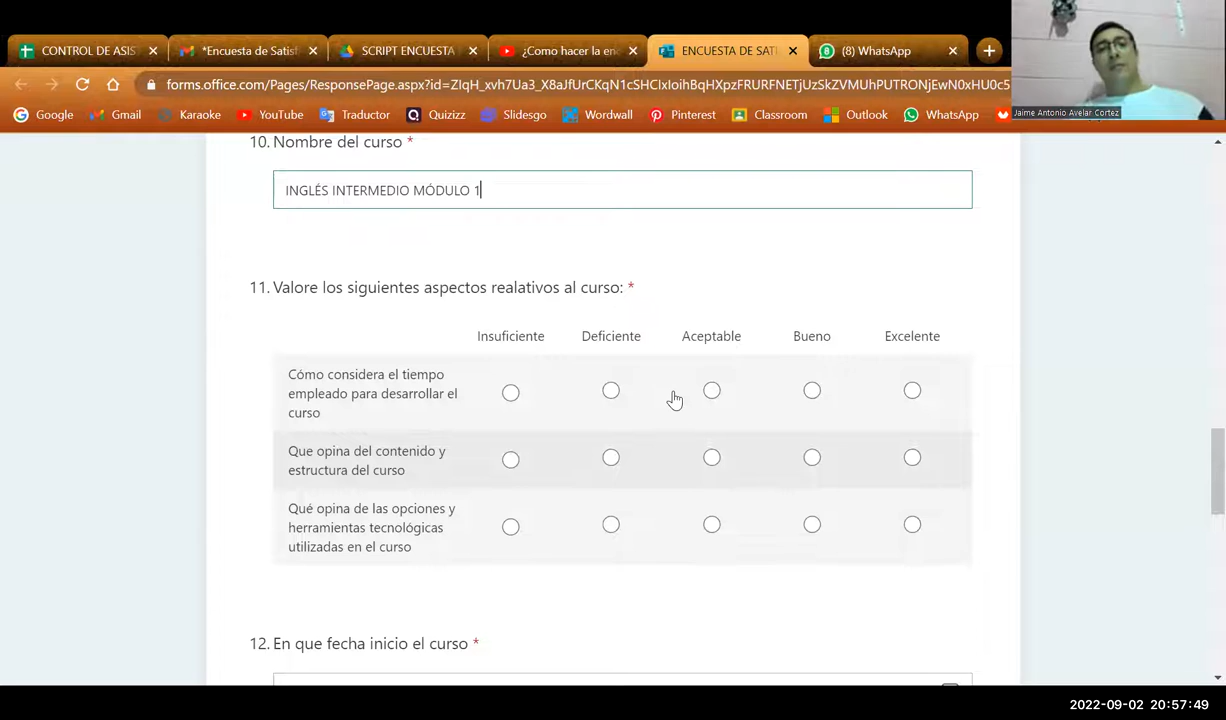 CONTROL DE ASIS
*Encuesta de Satisf
SCRIPT ENCUESTA
¿Como hacer la en
ENCUESTA DE SATI
(8) WhatsApp
forms.office.com/Pages/ResponsePage.aspx?id=ZIqH_xvh7Ua3_X8aJfUrCKqN1cSHClxIoihBqHXpzFRURFNETjUzSkZVMUhPUTRONjEwN0xHU0c5
Google
Gmail
Karaoke
YouTube
Traductor
Quizizz
Slidesgo
Wordwall
Pinterest
Classroom
Outlook
WhatsApp
Jaime Antonio Avelar Cortez
10. Nombre del curso *
INGLÉS INTERMEDIO MÓDULO 1
11. Valore los siguientes aspectos realativos al curso: *
Insuficiente Deficiente Aceptable Bueno Excelente
Cómo considera el tiempo
empleado para desarrollar el
curso
Que opina del contenido y
estructura del curso
Qué opina de las opciones y
herramientas tecnológicas
utilizadas en el curso
12. En que fecha inicio el curso *
2022-09-02 20:57:49